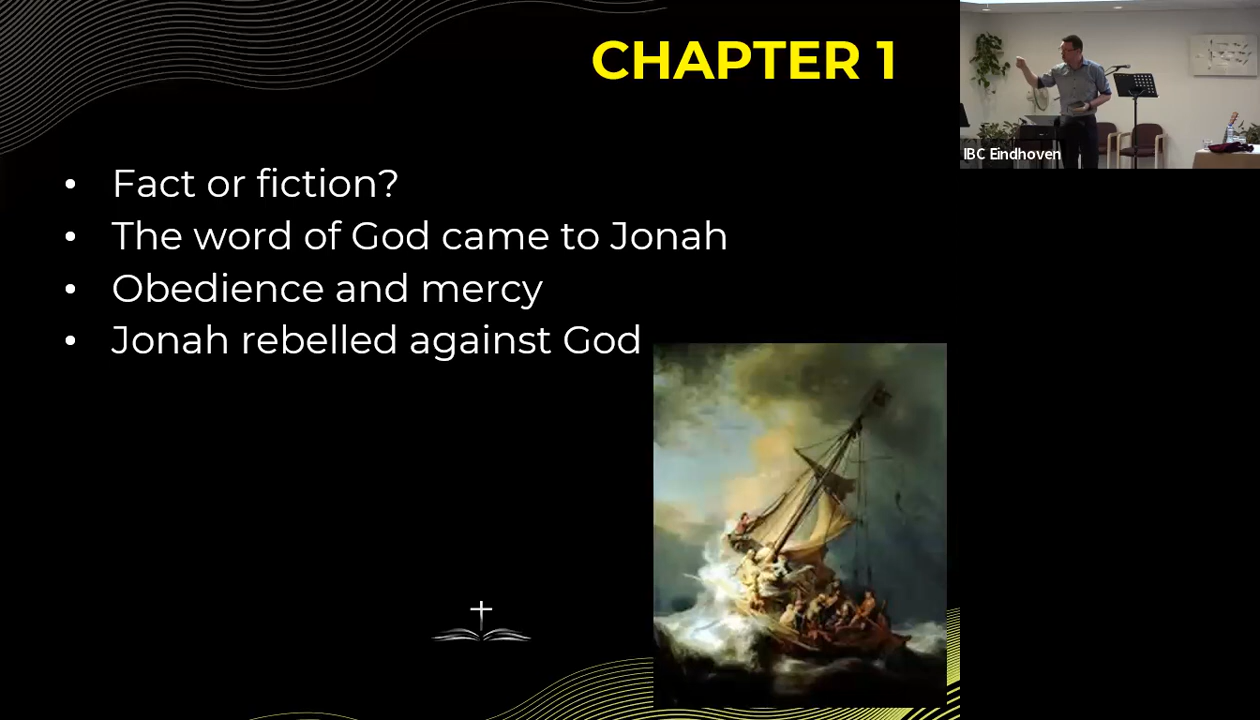 CHAPTER 1
• Fact or fiction?
• The word of God came to Jonah
• Obedience and mercy
• Jonah rebelled against God
IBC Eindhoven